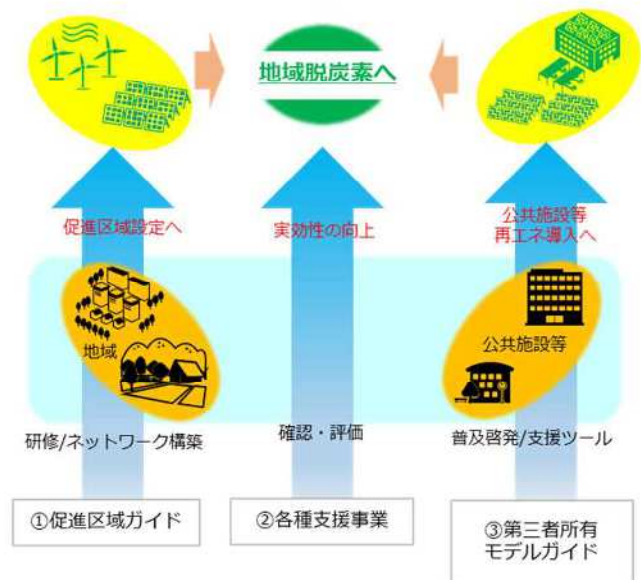 地域脱炭素へ
促進区域設定へ
実効性の向上
公共施設等
再エネ導入へ
地域
公共施設等
研修/ネットワーク構築
確認・評価
普及啓発/支援ツール
①促進区域ガイド
②各種支援事業
③第三者所有
モデルガイド